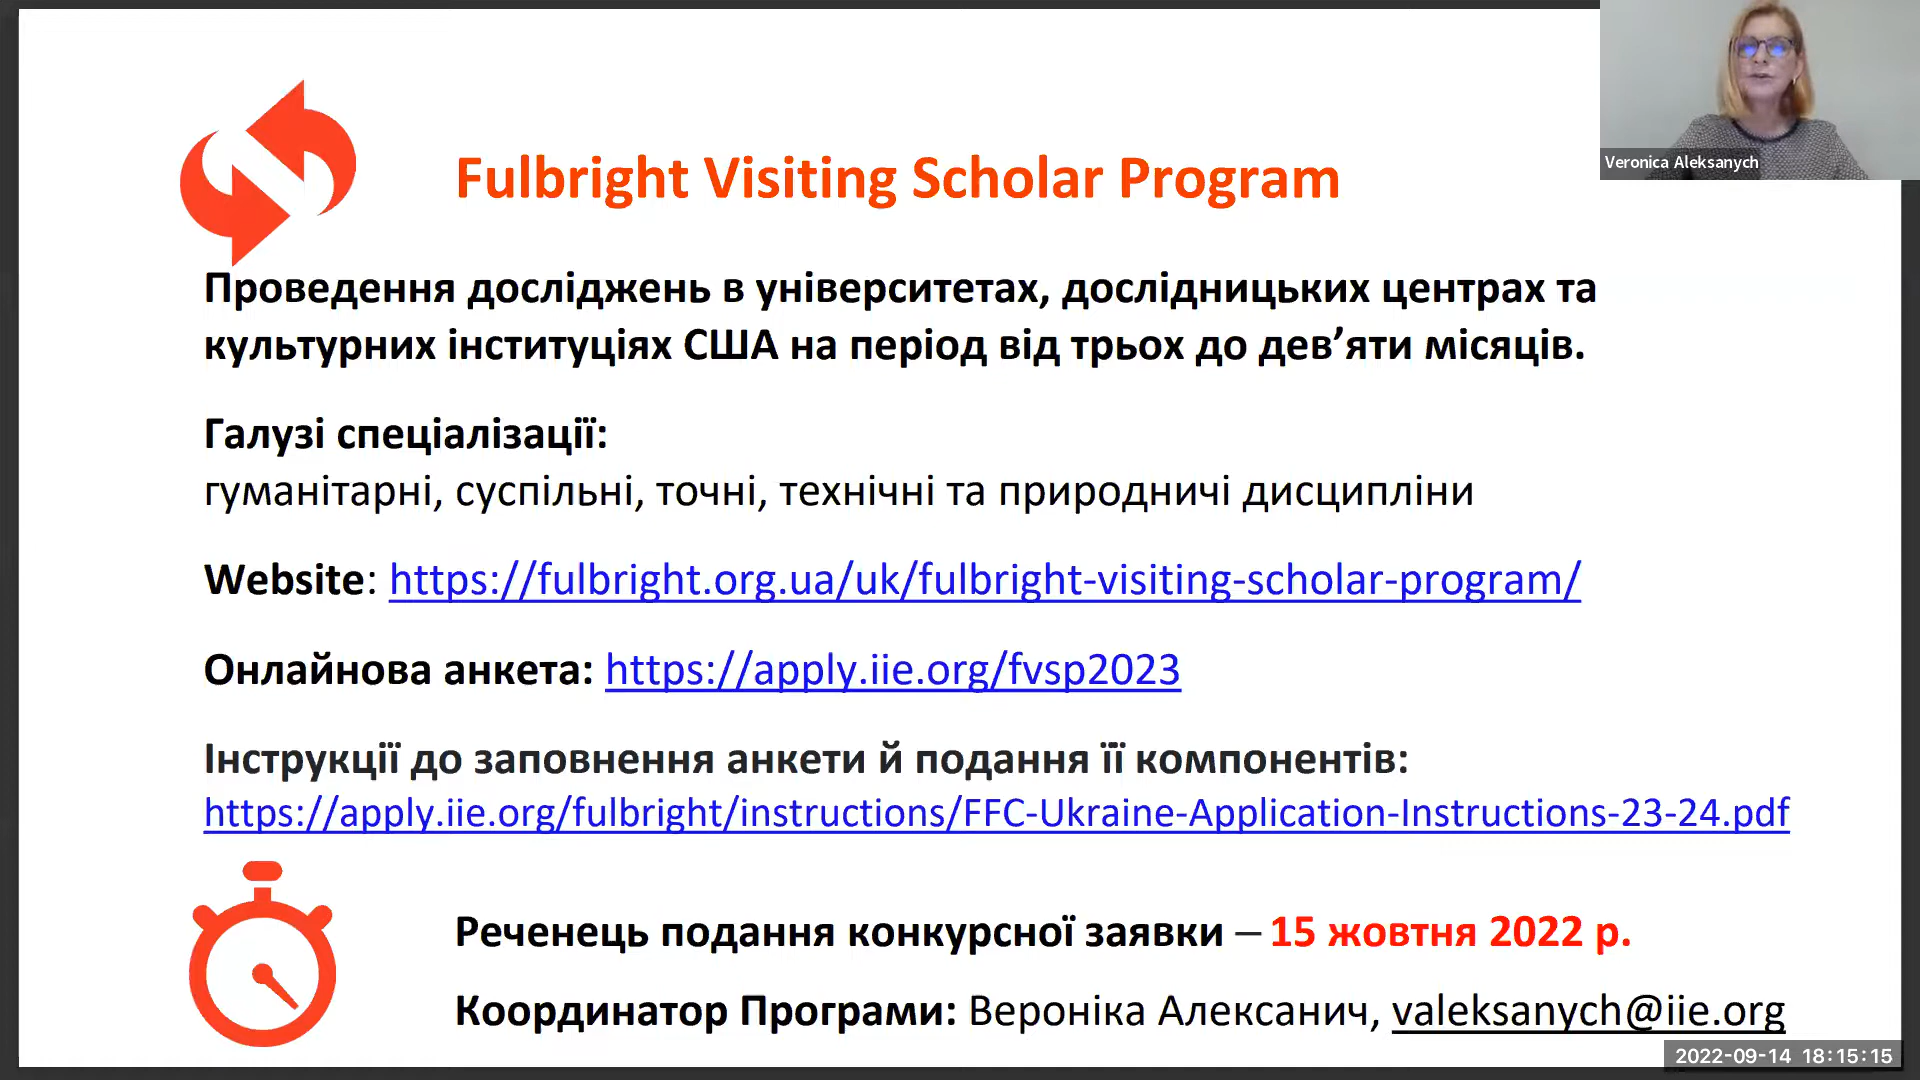 Fulbright Visiting Scholar Program
Veronica Aleksanych
Проведення досліджень в університетах, дослідницьких центрах та
культурних інституціях США на період від трьох до дев’яти місяців.
Галузі спеціалізації:
гуманітарні, суспільні, точні, технічні та природничі дисципліни
Website: https://fulbright.org.ua/uk/fulbright-visiting-scholar-program/
Онлайнова анкета: https://apply.iie.org/fvsp2023
Інструкції до заповнення анкети й подання її компонентів:
https://apply.iie.org/fulbright/instructions/FFC-Ukraine-Application-Instructions-23-24.pdf
Реченець подання конкурсної заявки – 15 жовтня 2022 р.
Координатор Програми: Вероніка Алексанич, valeksanych@iie.org
2022-09-14 18:15:15